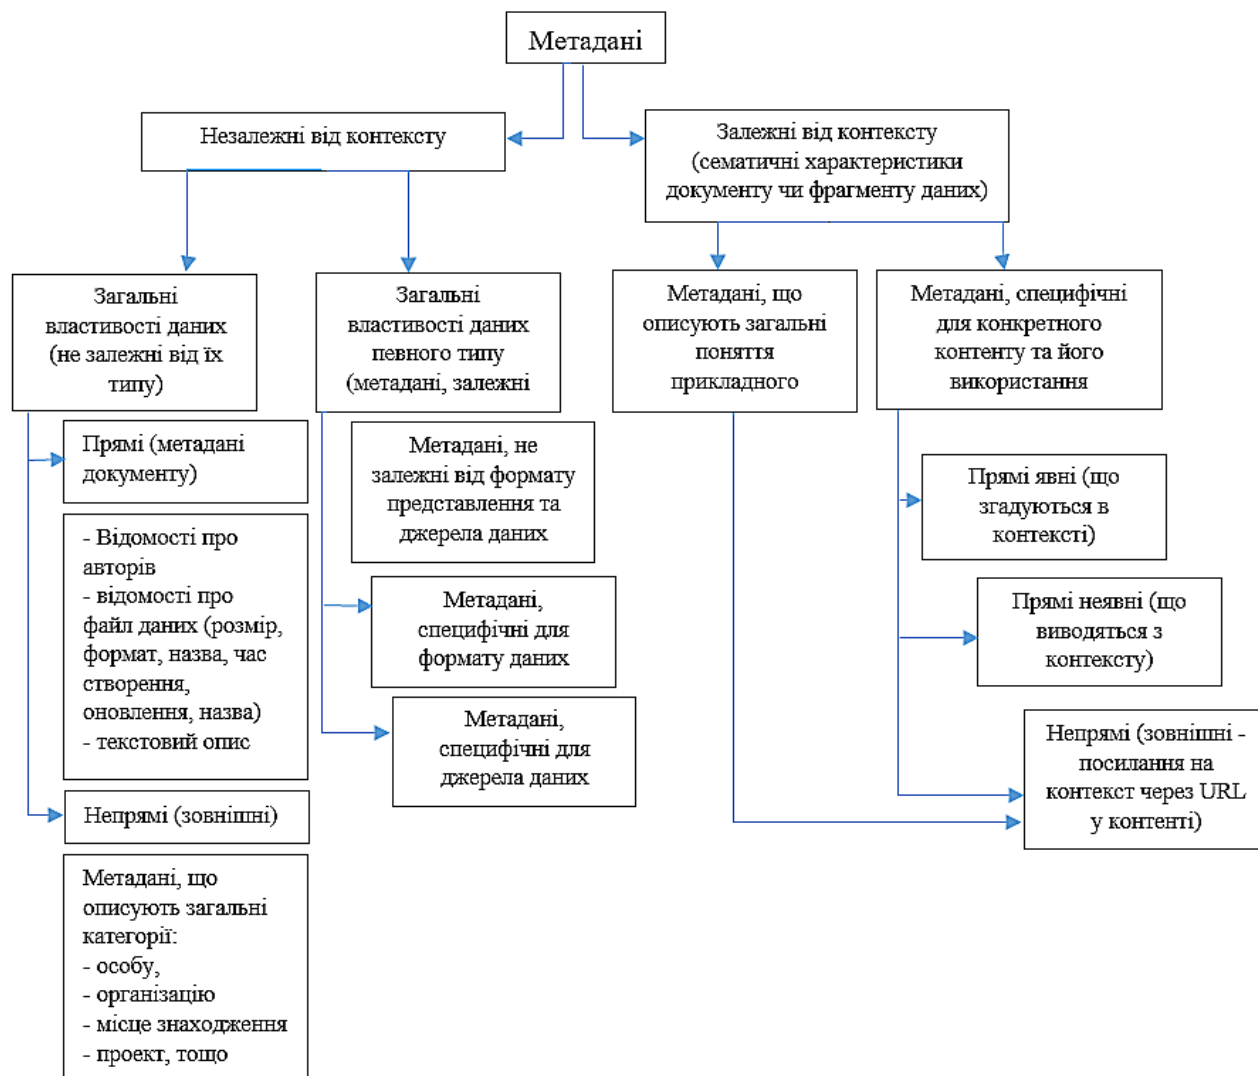 Метадані
Незалежні від контексту
Залежні від контексту
(сематичні характеристики
документу чи фрагменту даних)
Загальні
властивості даних
(не залежні від їх
типу)
Загальні
властивості даних
певного типу
(метадані, залежні
Метадані, що
описують загальні
поняття
прикладного
Метадані, специфічні
для конкретного
контенту та його
використання
Прямі (метадані
документу)
- Відомості про
авторів
- відомості про
файл даних (розмір,
формат, назва, час
створення,
оновлення, назва)
- текстовий опис
Непрямі (зовнішні)
Метадані, що
описують загальні
категорії:
- особу,
- організацію
- місце знаходження
- проект, тощо
Метадані, не
залежні від формату
представлення та
джерела даних
Метадані,
специфічні для
формату даних
Метадані,
специфічні для
джерела даних
Прямі явні (що
згадуються в
контексті)
Прямі неявні (що
виводяться з
контексту)
Непрямі (зовнішні -
посилання на
контекст через URL
у контенті)